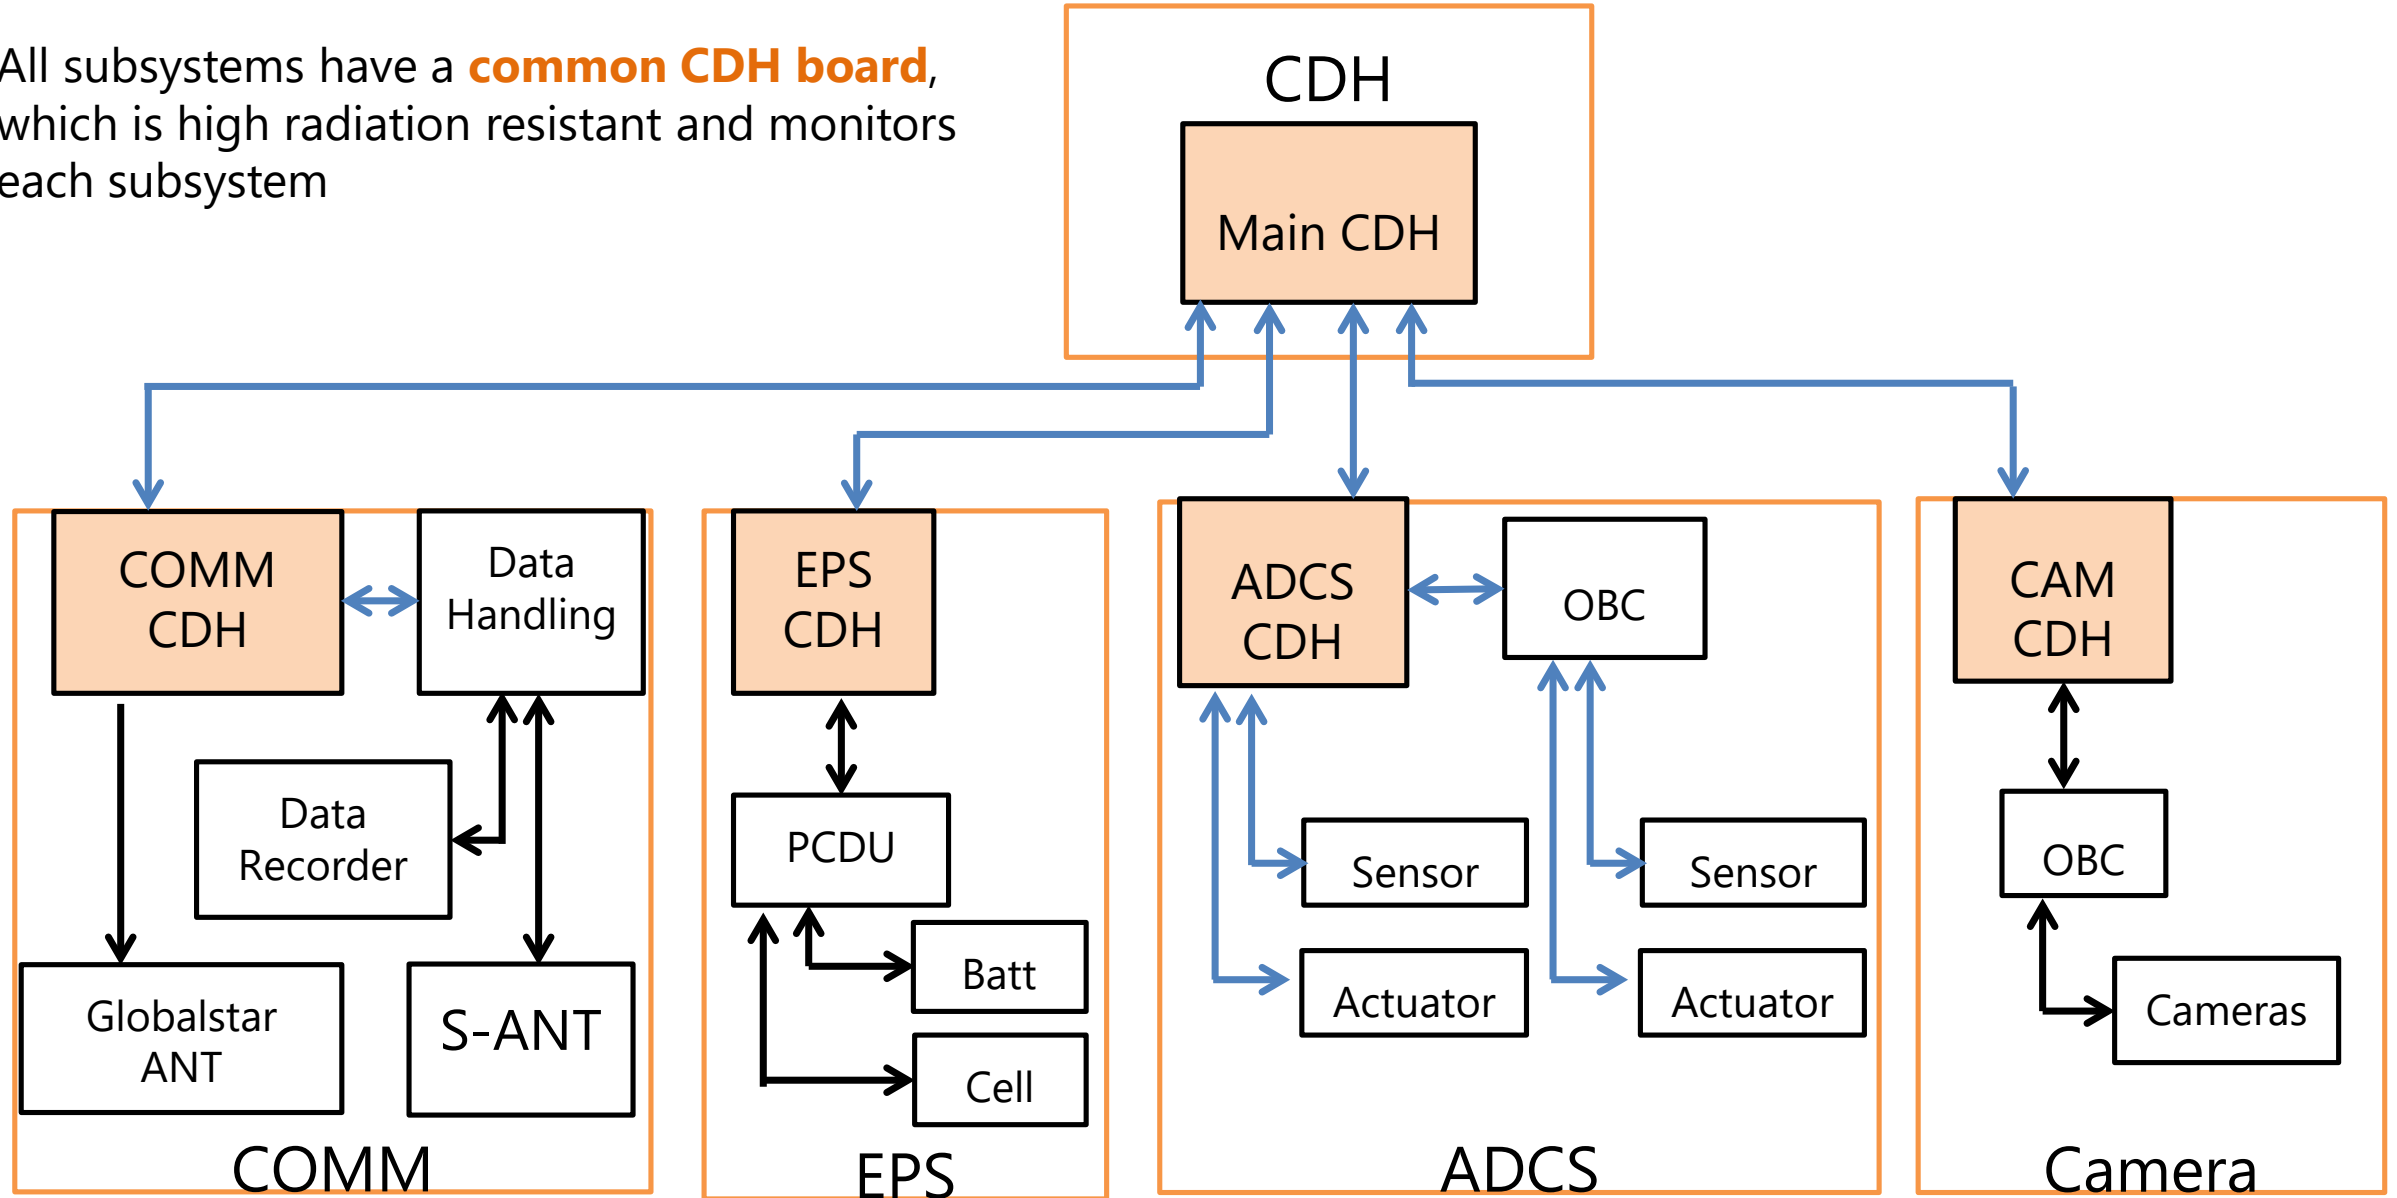 All subsystems have a common CDH board,
which is high radiation resistant and monitors
each subsystem
CDH
Main CDH
COMM
CDH
Data
Handling
Data
Recorder
Globalstar
ANT
S-ANT
COMM
EPS
CDH
PCDU
Batt
Cell
EPS
ADCS
CDH
OBC
Sensor
Sensor
Actuator
Actuator
ADCS
CAM
CDH
OBC
Cameras
Camera